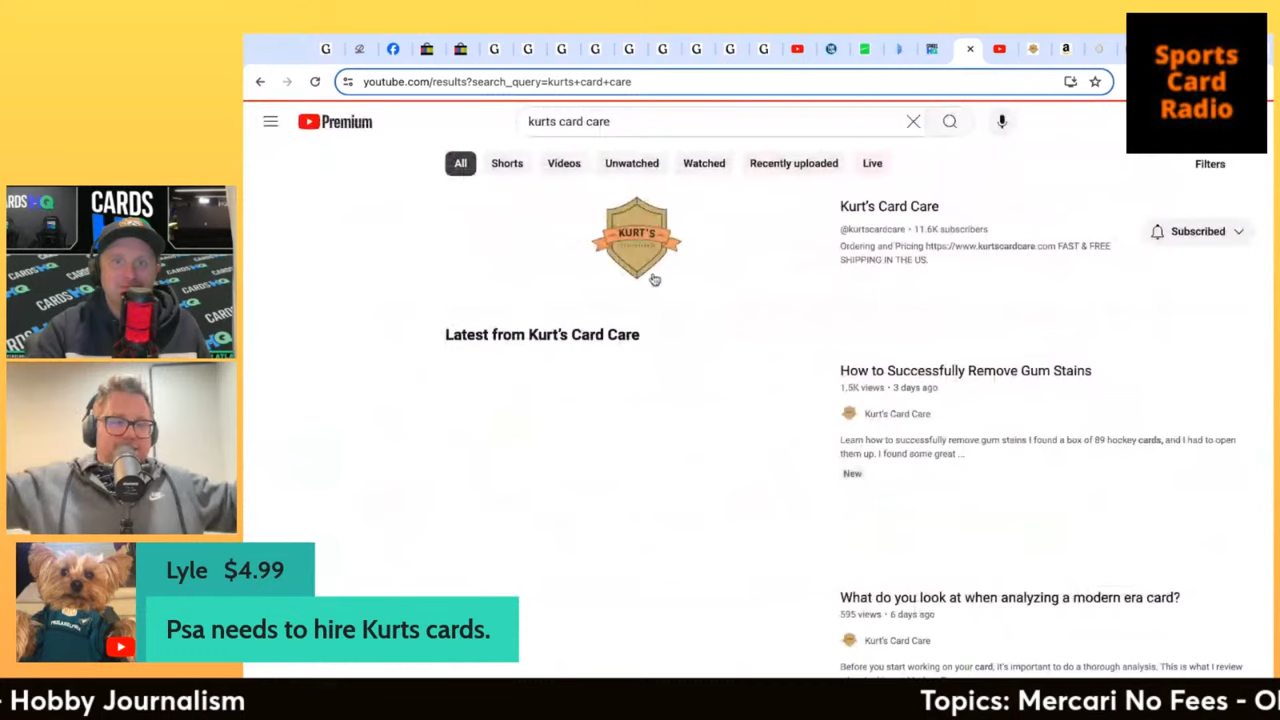 Sports
Card
Radio
youtube.com/results?search_query=kurts+card+care
Premium
kurts card care
All
Shorts
Videos
Unwatched
Watched
Recently uploaded
Live
Filters
CARDS
KURT'S
Kurt's Card Care
@kurtscardcare • 11.6K subscribers
Ordering and Pricing https://www.kurtscardcare.com FAST & FREE
SHIPPING IN THE US.
Subscribed
Latest from Kurt's Card Care
How to Successfully Remove Gum Stains
1.5K views • 3 days ago
Kurt's Card Care
Learn how to successfully remove gum stains I found a box of 89 hockey cards, and I had to open
them up. I found some great ...
New
What do you look at when analyzing a modern era card?
595 views • 6 days ago
Kurt's Card Care
Before you start working on your card, it's important to do a thorough analysis. This is what I review
Lyle $4.99
Psa needs to hire Kurts cards.
- Hobby Journalism
Topics: Mercari No Fees -